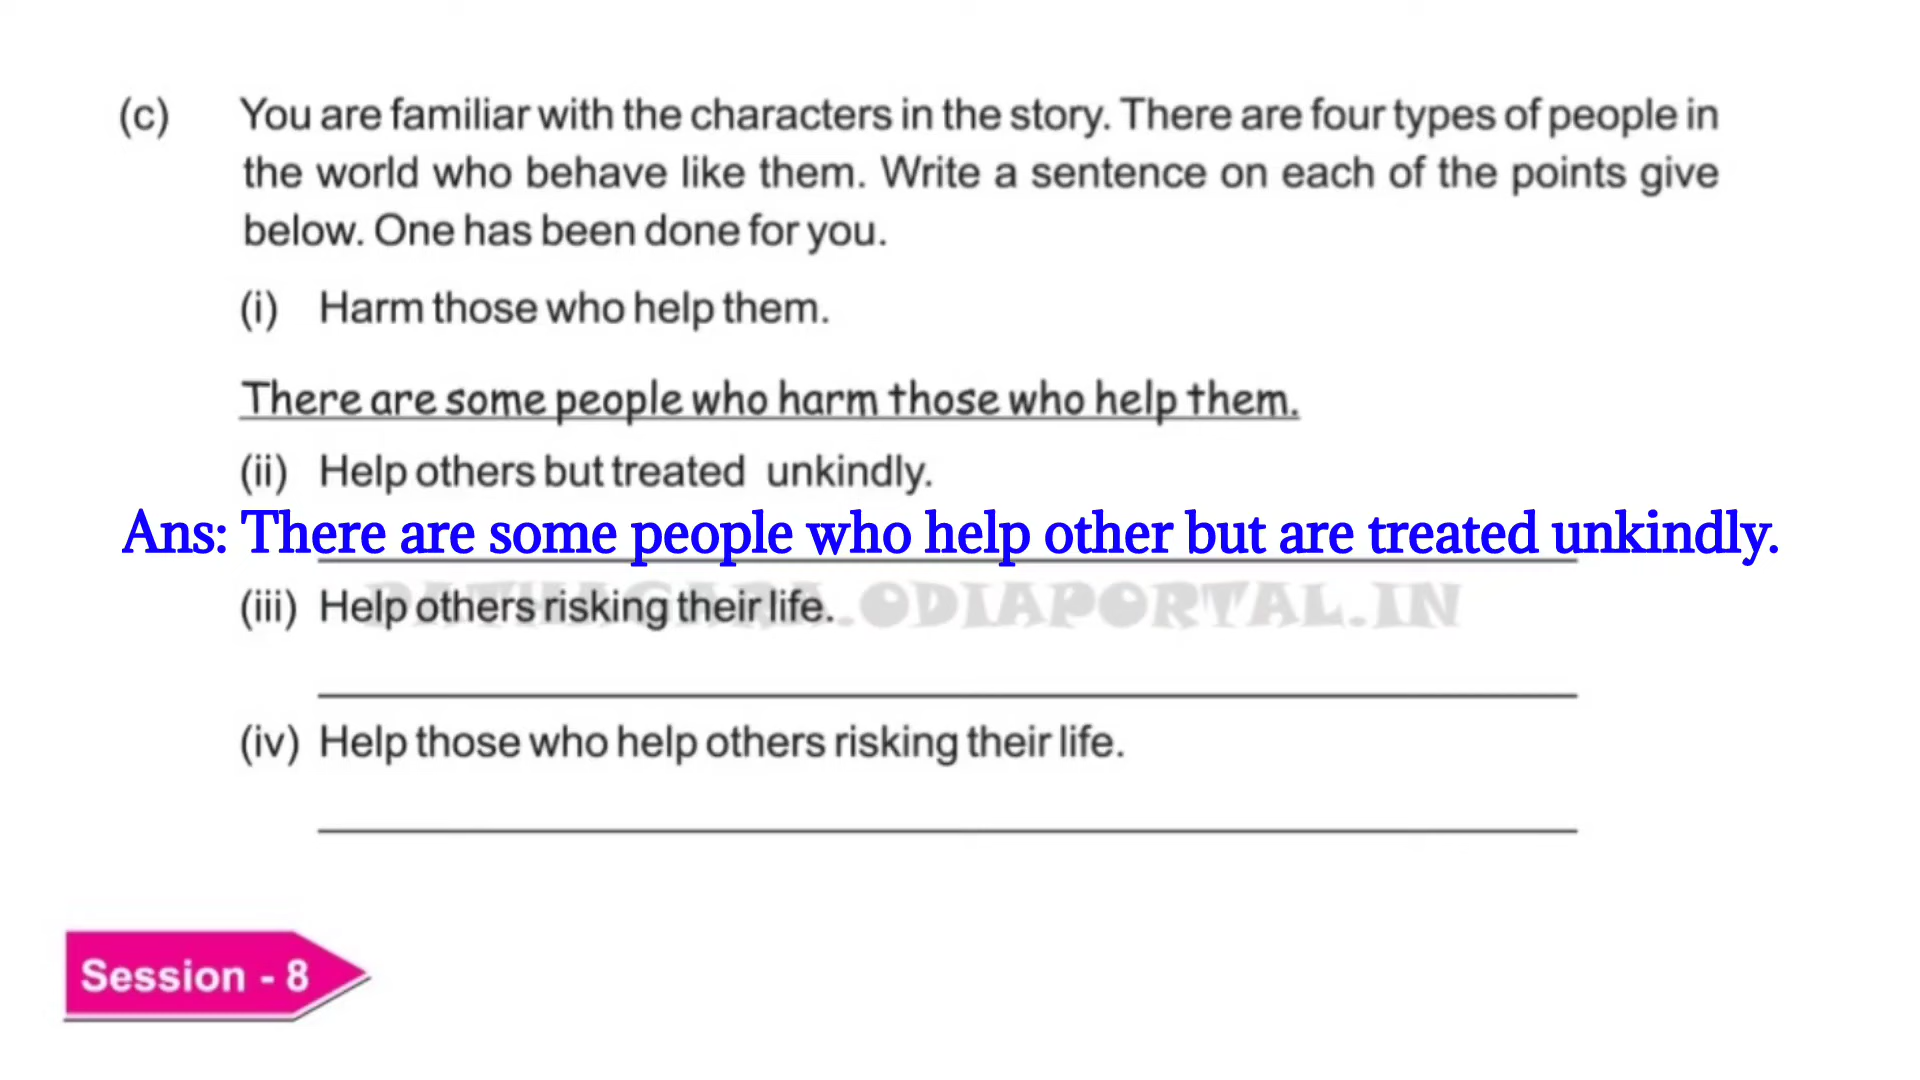 (c) You are familiar with the characters in the story. There are four types of people in
the world who behave like them. Write a sentence on each of the points give
below. One has been done for you.
(i) Harm those who help them.
There are some people who harm those who help them.
(ii) Help others but treated unkindly.
Ans: There are some people who help other but are treated unkindly.
(iii) Help others risking their life.
PATHAGARA.ODIAPORTAL.IN
(iv) Help those who help others risking their life.
Session - 8